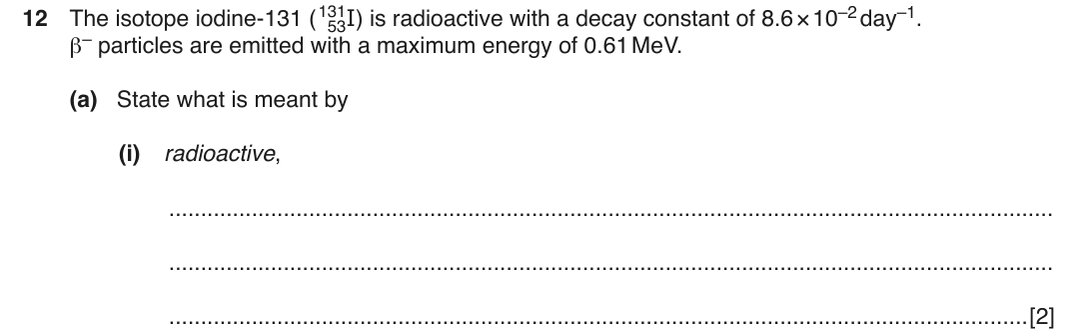 12 The isotope iodine-131 (¹³¹₅₃I) is radioactive with a decay constant of 8.6 × 10⁻² day⁻¹.
β⁻ particles are emitted with a maximum energy of 0.61 MeV.
(a) State what is meant by
(i) radioactive,
..........................................................................................
..........................................................................................
..........................................................................................[2]